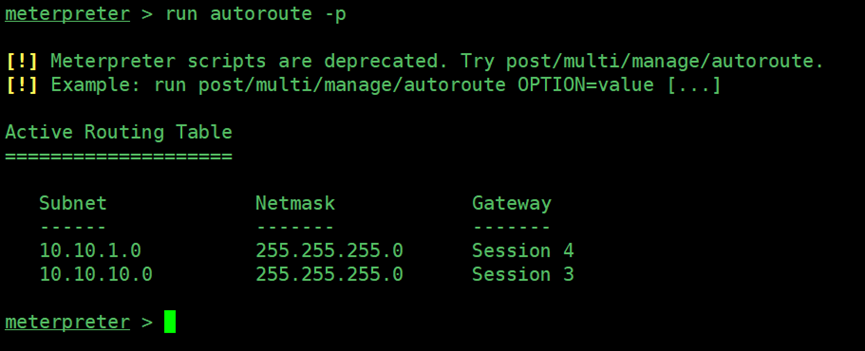 meterpreter > run autoroute -p
[!] Meterpreter scripts are deprecated. Try post/multi/manage/autoroute.
[!] Example: run post/multi/manage/autoroute OPTION=value [...]
Active Routing Table
====================
Subnet Netmask Gateway
------ ------- -------
10.10.1.0 255.255.255.0 Session 4
10.10.10.0 255.255.255.0 Session 3
meterpreter >